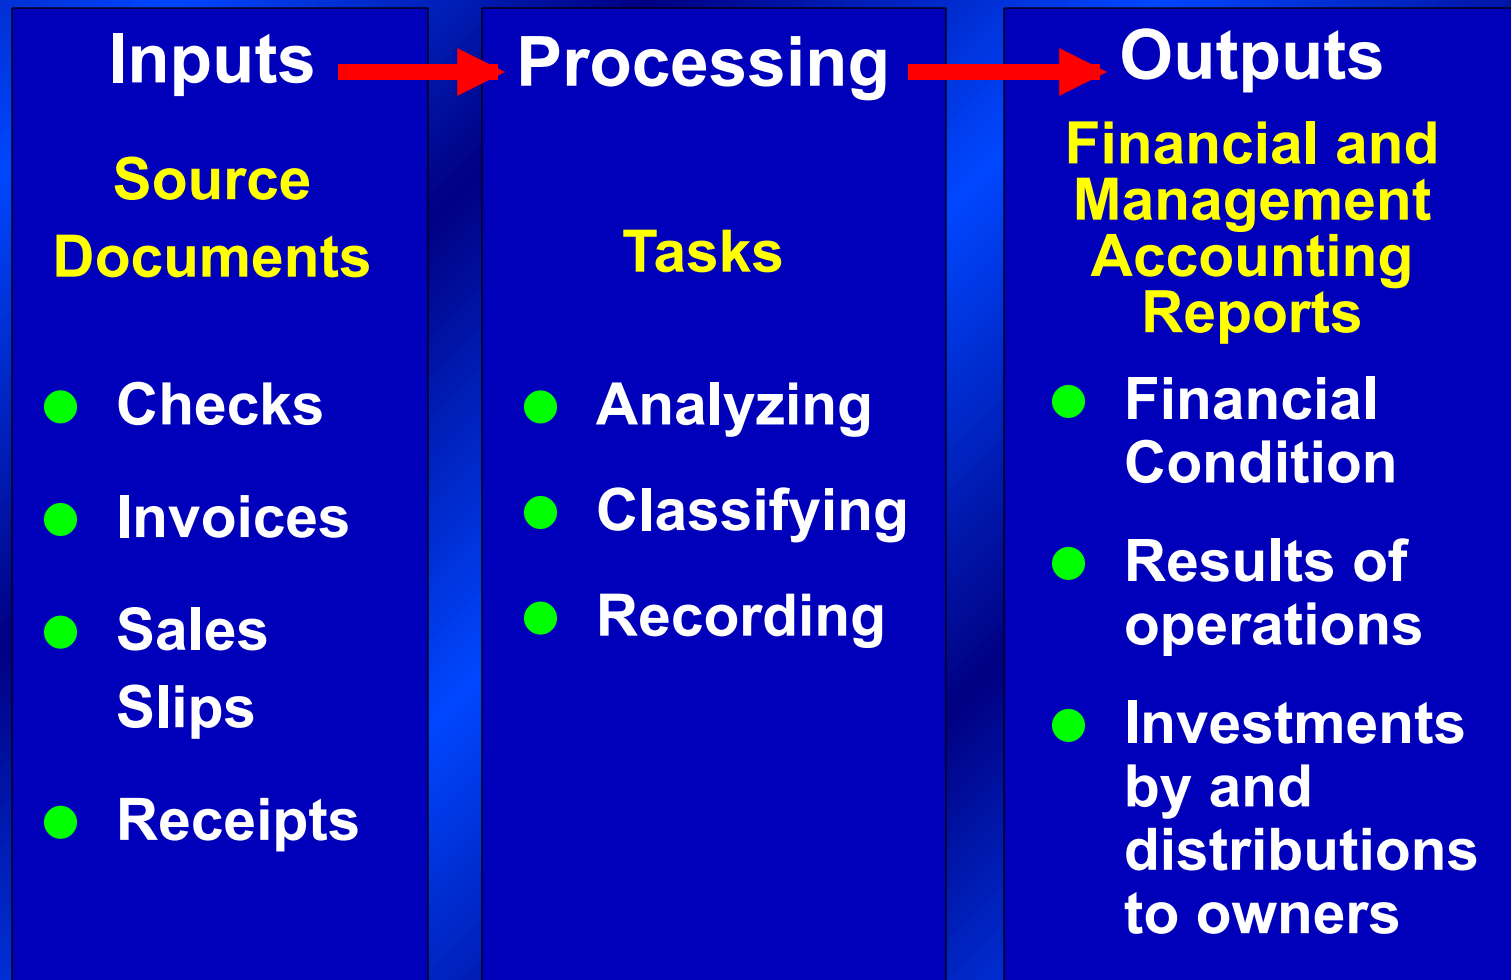 Inputs
Source
Documents
Checks
Invoices
Sales
Slips
Receipts
Processing
Tasks
Analyzing
Classifying
Recording
Outputs
Financial and
Management
Accounting
Reports
Financial
Condition
Results of
operations
Investments
by and
distributions
to owners